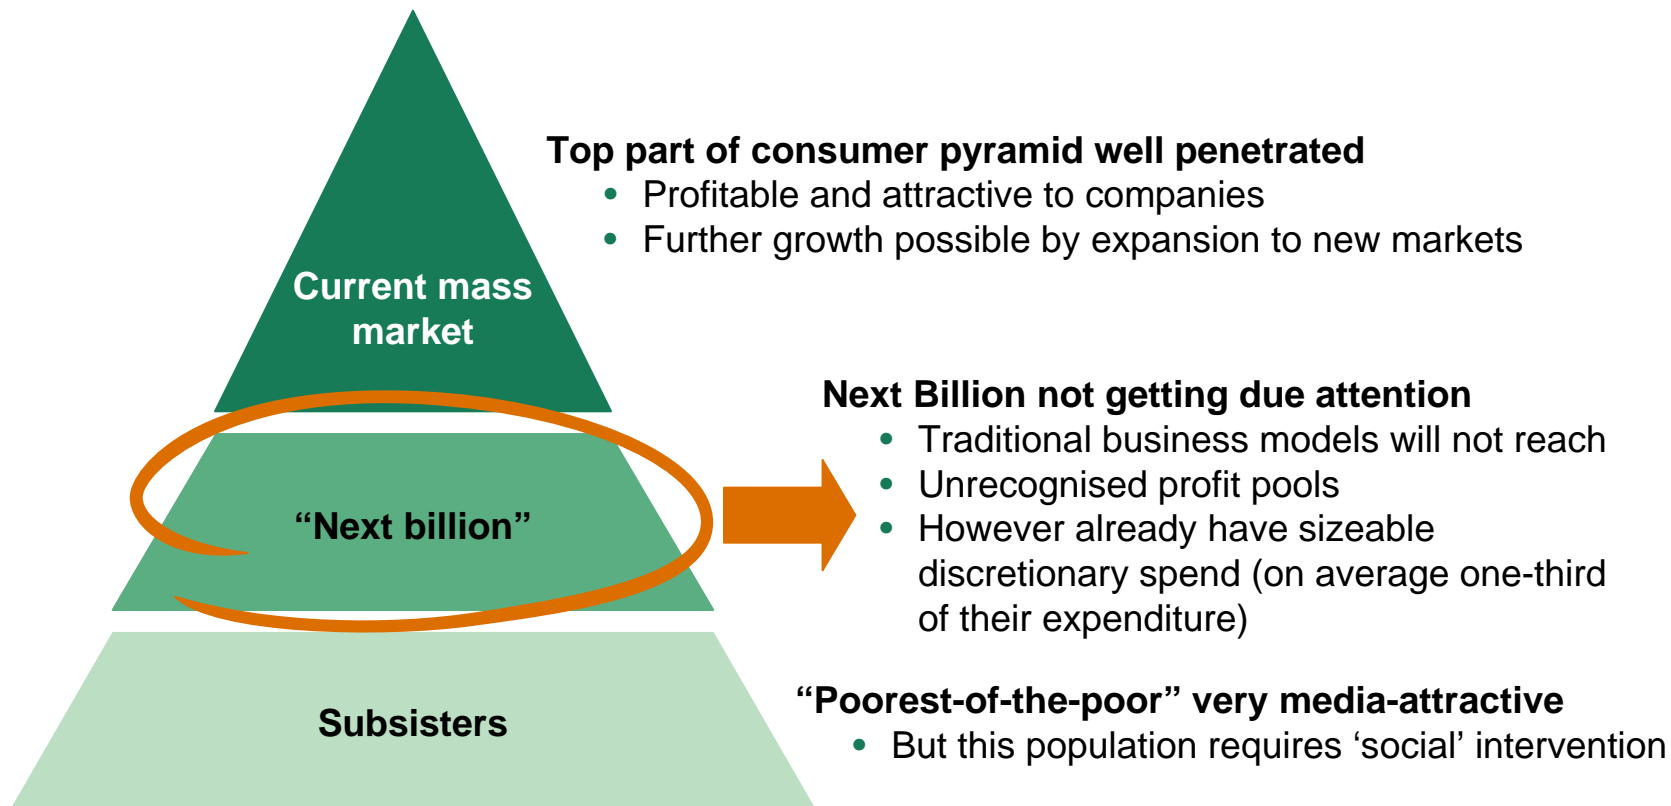 Top part of consumer pyramid well penetrated
• Profitable and attractive to companies
• Further growth possible by expansion to new markets
Current mass
market
Next Billion not getting due attention
• Traditional business models will not reach
• Unrecognised profit pools
• However already have sizeable
discretionary spend (on average one-third
of their expenditure)
“Next billion”
“Poorest-of-the-poor” very media-attractive
• But this population requires ‘social’ intervention
Subsisters